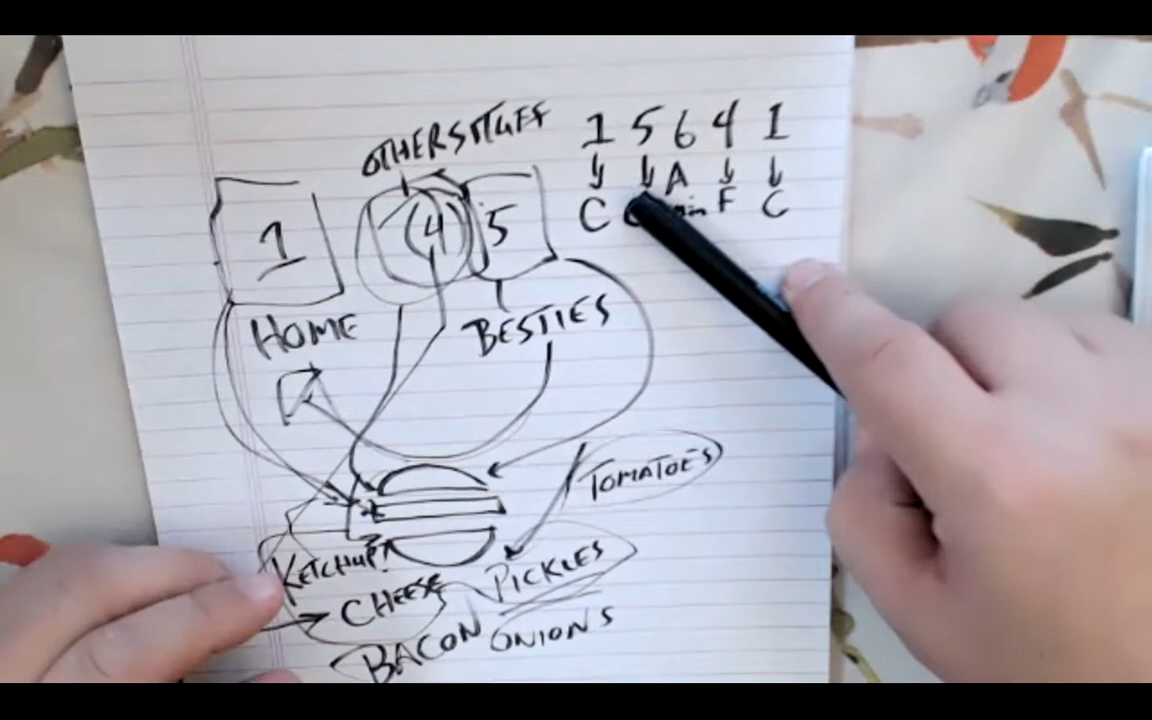 OTHERSTUFF
1 5 6 4 1
C A F C
1 (4) 5
HOME
BESTIES
TOMATOES
KETCHUP!
PICKLES
CHEESE
BACON
ONIONS